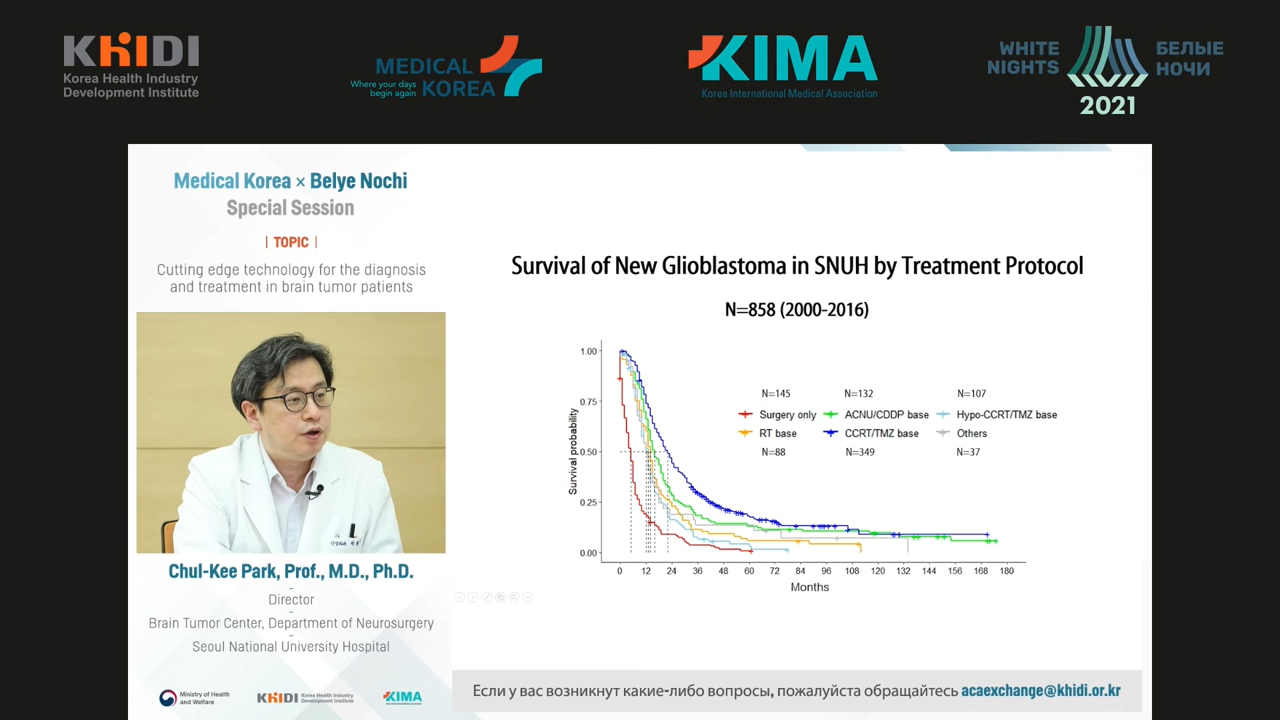 KHIDI
Korea Health Industry
Development Institute
MEDICAL
KOREA
Where your days
begin again
KIMA
Korea International Medical Association
WHITE
NIGHTS
БЕЛЫЕ
НОЧИ
2021
Medical Korea × Belye Nochi
Special Session
| TOPIC |
Cutting edge technology for the diagnosis
and treatment in brain tumor patients
Chul-Kee Park, Prof., M.D., Ph.D.
Director
Brain Tumor Center, Department of Neurosurgery
Seoul National University Hospital
Ministry of Health
and Welfare
KHIDI
Korea Health Industry
Development Institute
KIMA
Survival of New Glioblastoma in SNUH by Treatment Protocol
N=858 (2000-2016)
Survival probability
1.00
0.75
0.50
0.25
0.00
N=145 N=132 N=107
Surgery only ACNU/CDDP base Hypo-CCRT/TMZ base
RT base CCRT/TMZ base Others
N=88 N=349 N=37
0 12 24 36 48 60 72 84 96 108 120 132 144 156 168 180
Months
Если у вас возникнут какие-либо вопросы, пожалуйста обращайтесь acaexchange@khidi.or.kr